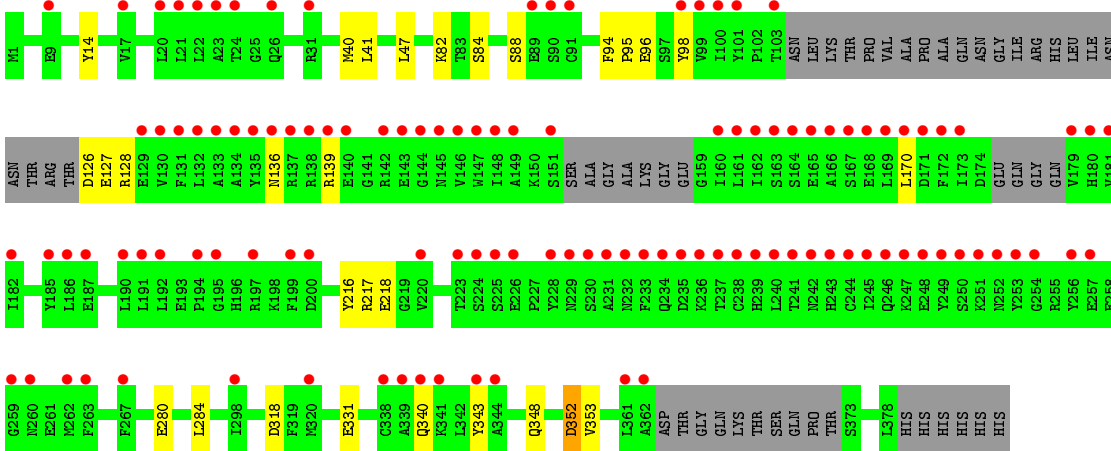 M1 E9 Y14 V17 L20 L21 L22 A23 T24 G25 Q26 R31 M40 L41 L47 K82 T83 S84 S88 E89 S90 C91 F94 P95 E96 S97 Y98 V99 I100 Y101 P102 T103 ASN LEU LYS THR PRO VAL ALA PRO ALA GLN ASN GLY ILE ARG HIS LEU ILE ASN
ASN THR ARG THR D126 E127 R128 E129 V130 F131 L132 A133 A134 Y135 N136 R137 R138 R139 E140 G141 R142 E143 G144 N145 V146 W147 I148 A149 K150 S151 SER ALA GLY ALA LYS GLY GLU G159 I160 L161 I162 S163 S164 E165 A166 S167 E168 L169 L170 D171 F172 I173 D174 GLU GLN GLY GLN V179 H180 V181
I182 Y185 L186 E187 L190 L191 L192 E193 P194 G195 H196 R197 K198 F199 D200 Y216 R217 E218 G219 V220 T223 S224 S225 E226 P227 Y228 N229 S230 A231 N232 F233 Q234 D235 K236 T237 C238 H239 L240 T241 N242 H243 C244 I245 Q246 K247 E248 Y249 S250 K251 N252 Y253 G254 R255 Y256 E257 E258
G259 N260 E261 M262 F263 F267 E280 L284 I298 D318 F319 M320 E331 C338 A339 Q340 K341 L342 Y343 A344 Q348 D352 V353 L361 A362 ASP THR GLY GLN LYS THR SER GLN PRO THR S373 L378 HIS HIS HIS HIS HIS HIS